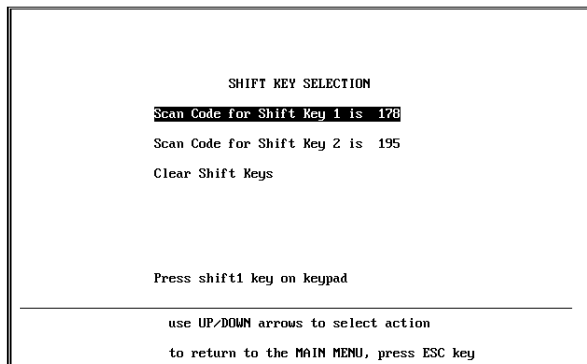 SHIFT KEY SELECTION
Scan Code for Shift Key 1 is 178
Scan Code for Shift Key 2 is 195
Clear Shift Keys
Press shift1 key on keypad
use UP/DOWN arrows to select action
to return to the MAIN MENU, press ESC key